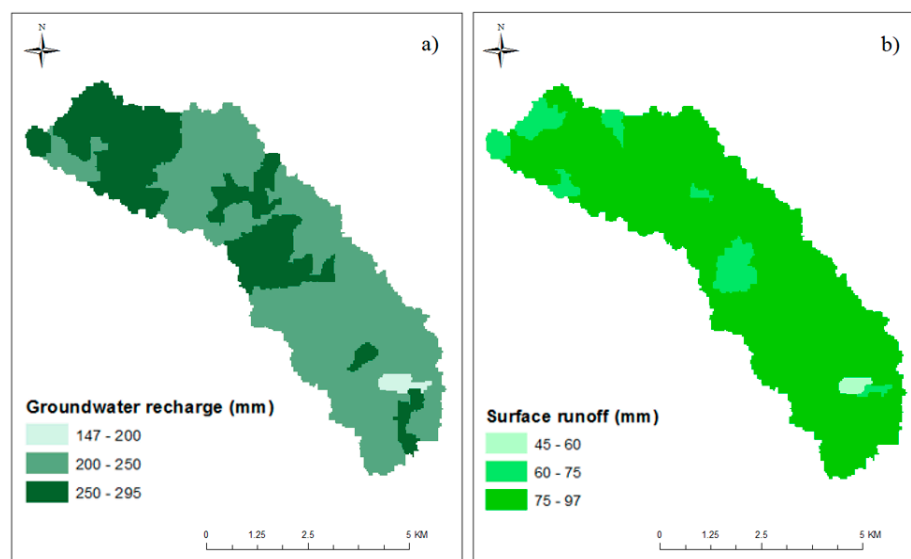 N
a)
Groundwater recharge (mm)
147 - 200
200 - 250
250 - 295
0 1.25 2.5 5 KM
N
b)
Surface runoff (mm)
45 - 60
60 - 75
75 - 97
0 1.25 2.5 5 KM